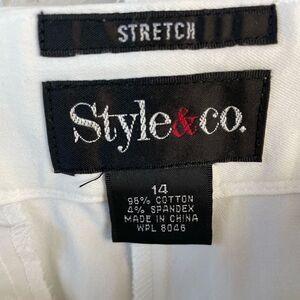 STRETCH
Style&co.
14
96% COTTON
4% SPANDEX
MADE IN CHINA
WPL 8046